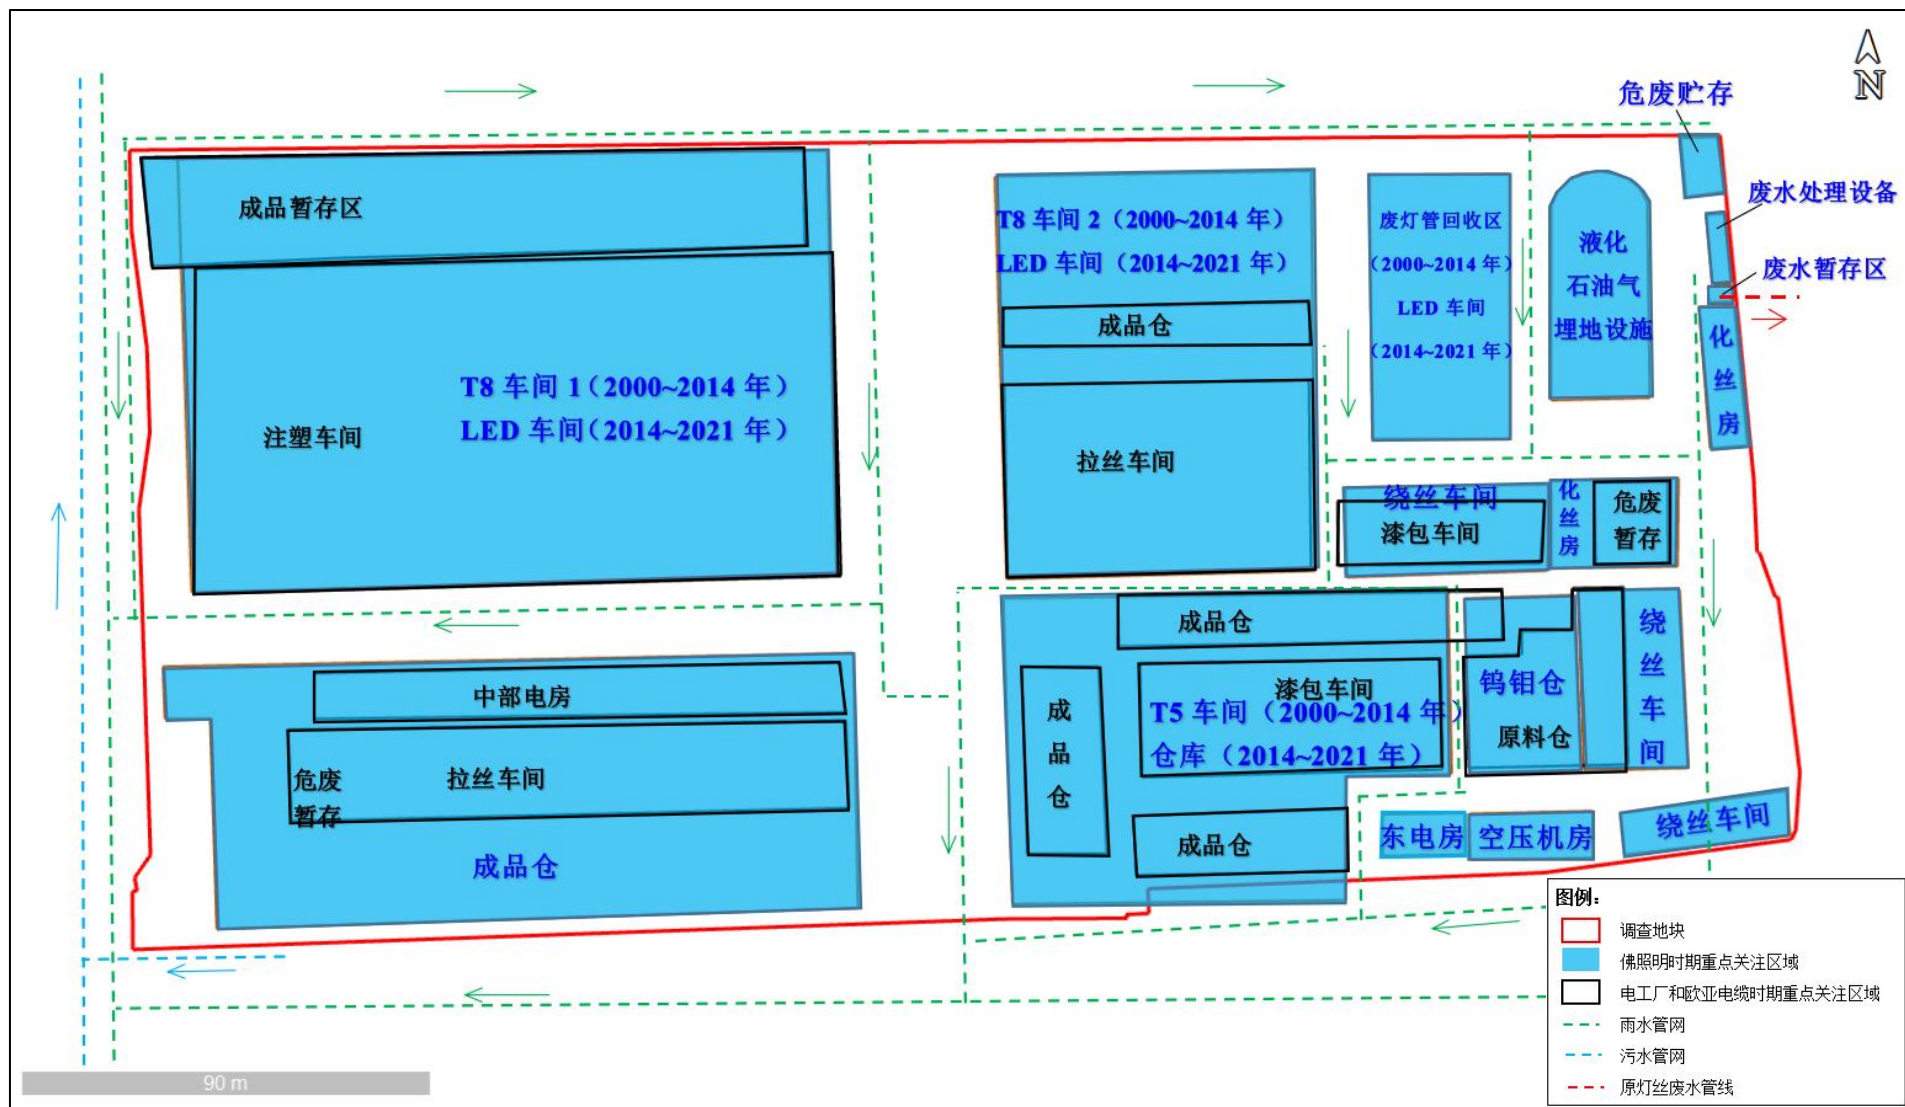 N
危废贮存
废水处理设备
废水暂存区
成品暂存区
T8 车间 1（2000~2014 年）
LED 车间（2014~2021 年）
注塑车间
T8 车间 2（2000~2014 年）
LED 车间（2014~2021 年）
成品仓
拉丝车间
废灯管回收区
（2000~2014 年）
LED 车间
（2014~2021 年）
液化
石油气
埋地设施
化
丝
房
绕丝车间
漆包车间
化
丝
房
危废
暂存
中部电房
危废
暂存
拉丝车间
成品仓
成品仓
成
品
仓
漆包车间
T5 车间（2000~2014 年）
仓库（2014~2021 年）
成品仓
钨钼仓
原料仓
绕
丝
车
间
东电房
空压机房
绕丝车间
图例：
调查地块
佛照明时期重点关注区域
电工厂和欧亚电缆时期重点关注区域
雨水管网
污水管网
原灯丝废水管线
90 m